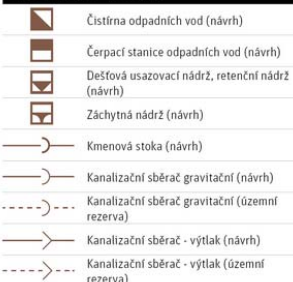 Čistírna odpadních vod (návrh)
Čerpací stanice odpadních vod (návrh)
Dešťová usazovací nádrž, retenční nádrž
(návrh)
Záchytná nádrž (návrh)
Kmenová stoka (návrh)
Kanalizační sběrač gravitační (návrh)
Kanalizační sběrač gravitační (územní
rezerva)
Kanalizační sběrač - výtlak (návrh)
Kanalizační sběrač - výtlak (územní
rezerva)